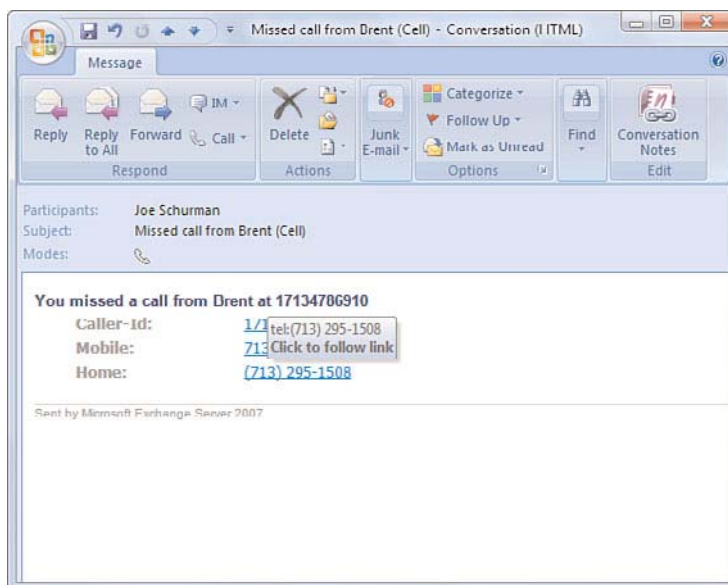 Missed call from Brent (Cell) - Conversation (HTML)
Message
Reply
Reply to All
Forward
IM
Call
Respond
Delete
Actions
Junk E-mail
Categorize
Follow Up
Mark as Unread
Options
Find
Conversation Notes
Edit
Participants: Joe Schurman
Subject: Missed call from Brent (Cell)
Modes:
You missed a call from Brent at 17134786910
Caller-Id: 171
tel:(713) 295-1508
Mobile: 713
Click to follow link
Home: (713) 295-1508
Sent by Microsoft Exchange Server 2007